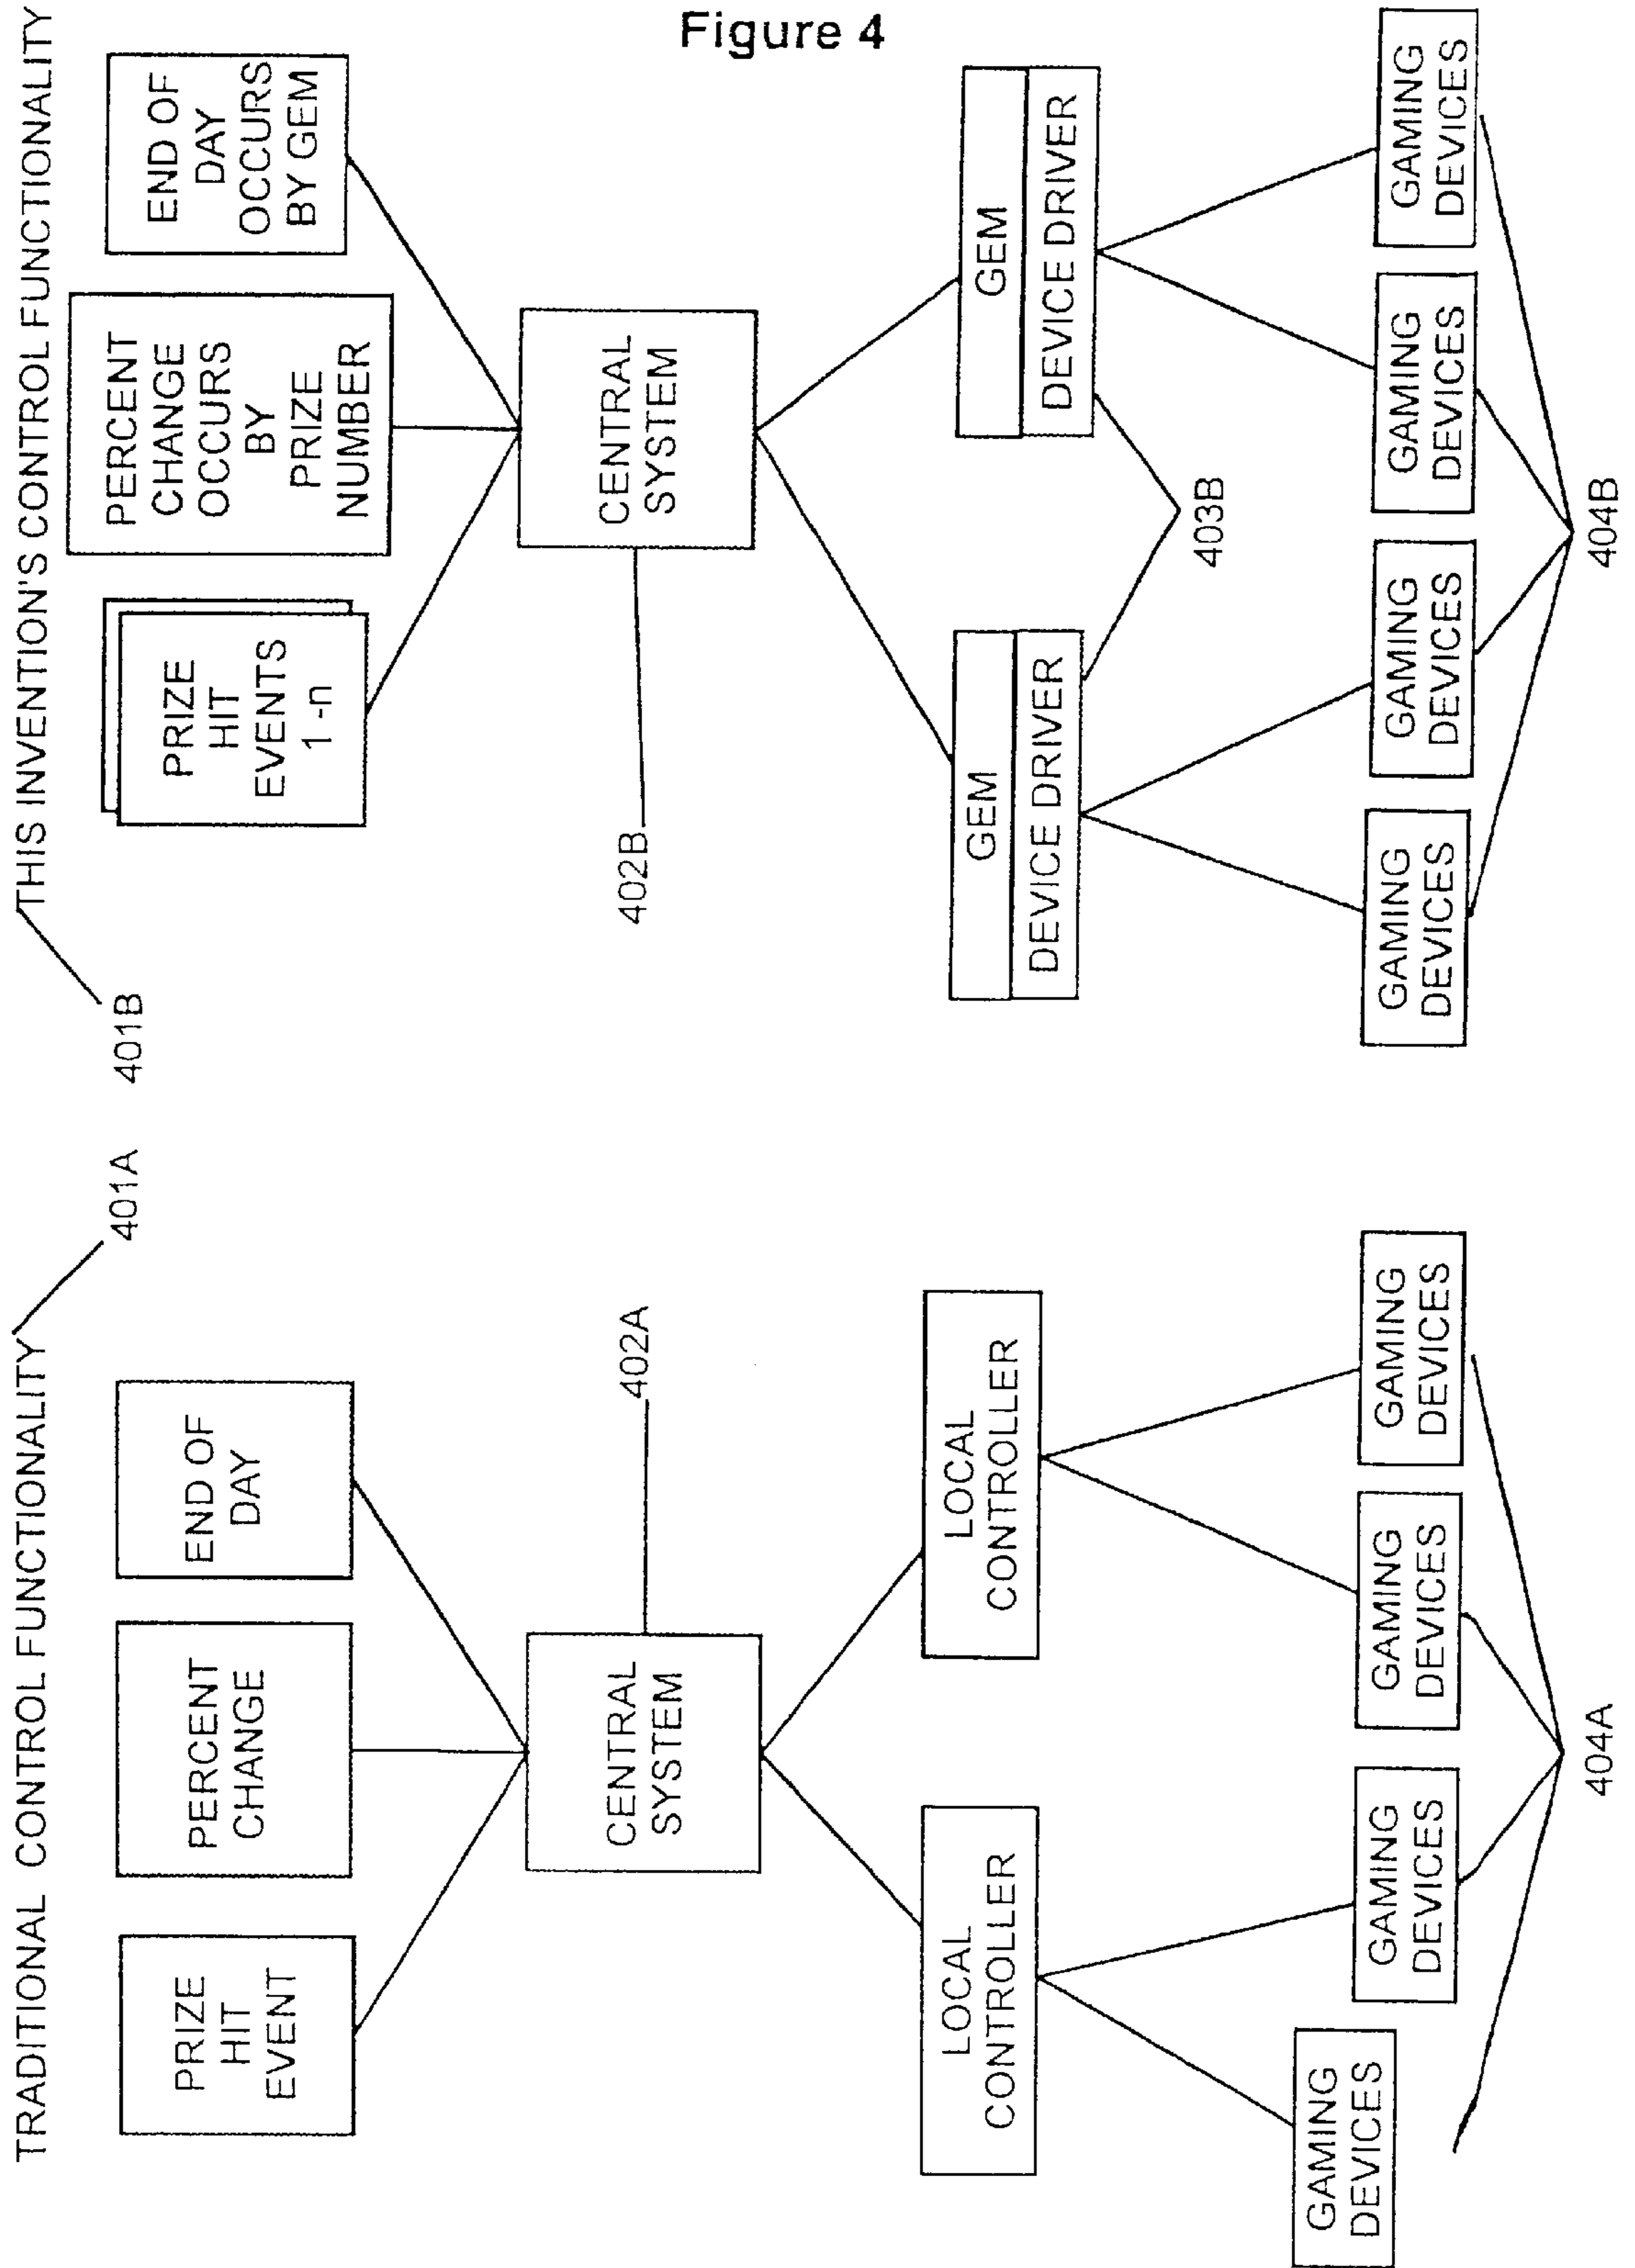 Figure 4
TRADITIONAL CONTROL FUNCTIONALITY
401A
PRIZE
HIT
EVENT
PERCENT
CHANGE
END OF
DAY
CENTRAL
SYSTEM
402A
LOCAL
CONTROLLER
LOCAL
CONTROLLER
GAMING
DEVICES
GAMING
DEVICES
GAMING
DEVICES
GAMING
DEVICES
404A
THIS INVENTION'S CONTROL FUNCTIONALITY
401B
PRIZE
HIT
EVENTS
1 -n
PERCENT
CHANGE
OCCURS
BY
PRIZE
NUMBER
END OF
DAY
OCCURS
BY GEM
CENTRAL
SYSTEM
402B
GEM
DEVICE DRIVER
GEM
DEVICE DRIVER
403B
GAMING
DEVICES
GAMING
DEVICES
GAMING
DEVICES
GAMING
DEVICES
404B